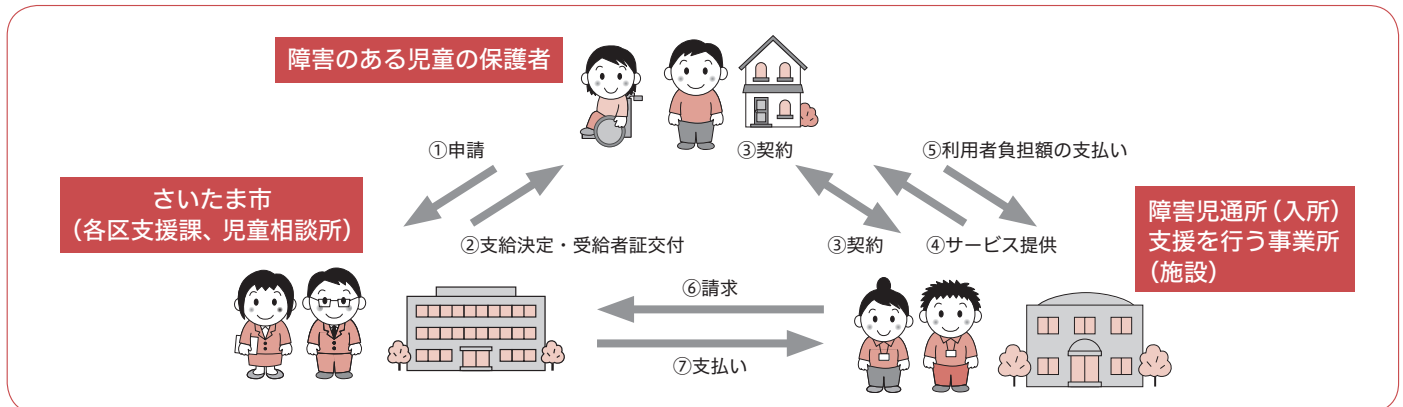 障害のある児童の保護者
①申請
③契約
⑤利用者負担額の支払い
さいたま市
(各区支援課、児童相談所)
障害児通所(入所)
支援を行う事業所
(施設)
②支給決定・受給者証交付
③契約
④サービス提供
⑥請求
⑦支払い